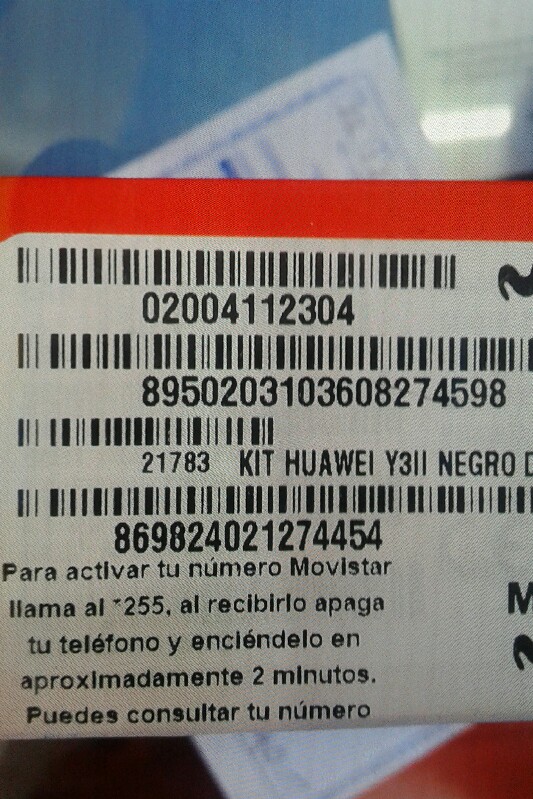 02004112304
8950203103608274598
21783 KIT HUAWEI Y3II NEGRO
869824021274454
Para activar tu número Movistar
llama al *255, al recibirlo apaga
tu teléfono y enciéndelo en
aproximadamente 2 minutos.
Puedes consultar tu número